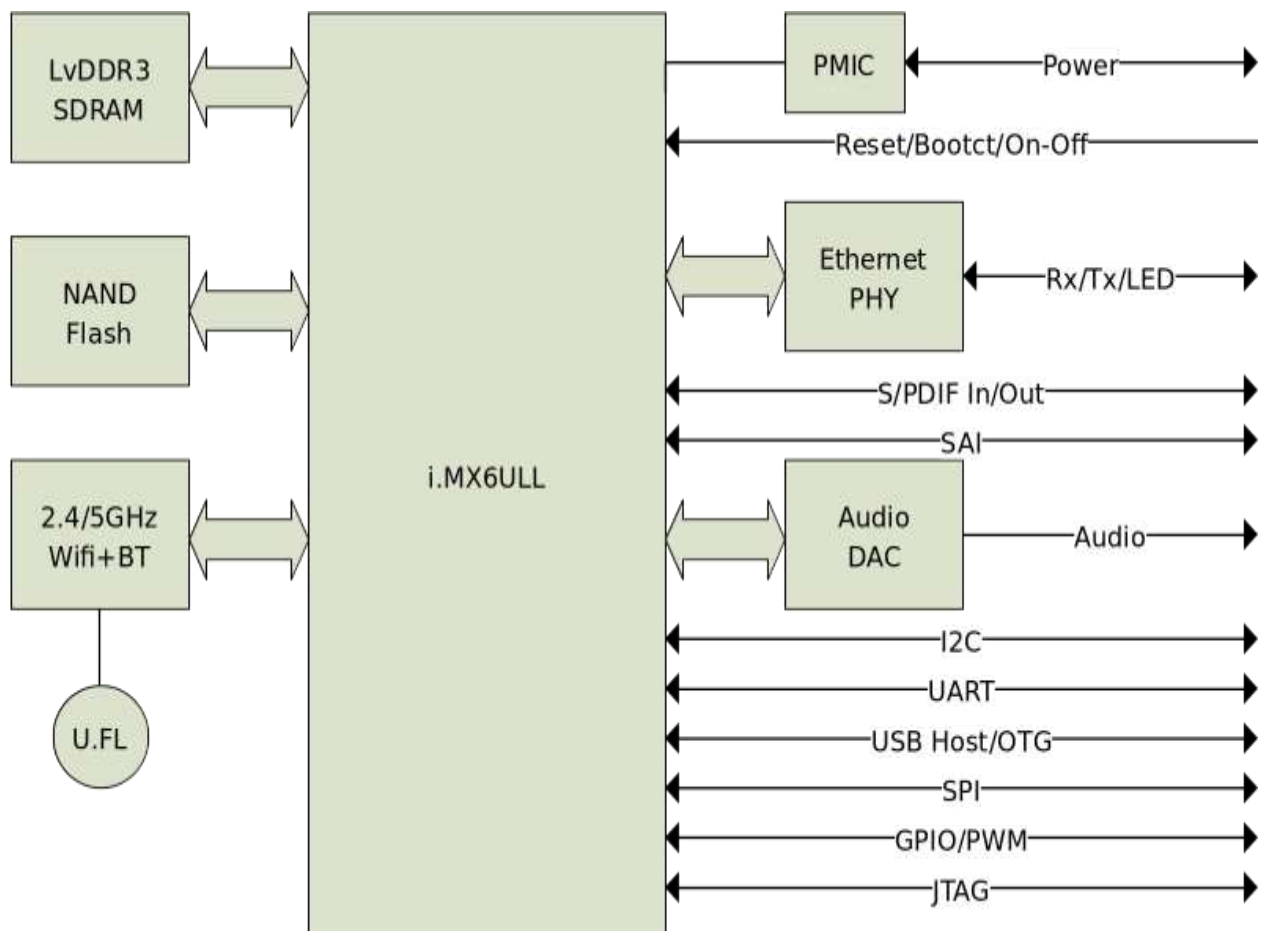 LvDDR3
SDRAM
NAND
Flash
2.4/5GHz
Wifi+BT
U.FL
i.MX6ULL
PMIC
Power
Reset/Bootct/On-Off
Ethernet
PHY
Rx/Tx/LED
S/PDIF In/Out
SAI
Audio
DAC
Audio
I2C
UART
USB Host/OTG
SPI
GPIO/PWM
JTAG